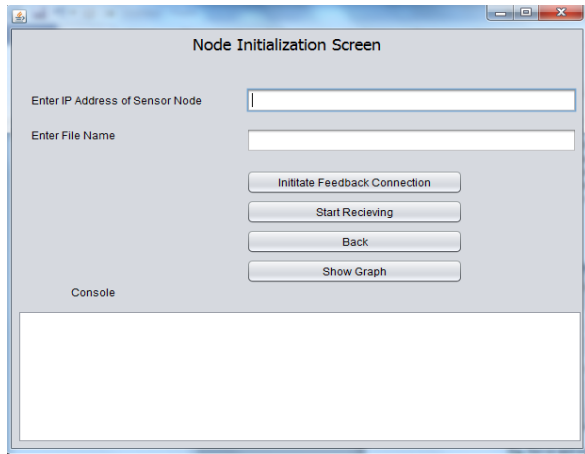 Node Initialization Screen
Enter IP Address of Sensor Node
Enter File Name
Inititate Feedback Connection
Start Recieving
Back
Show Graph
Console